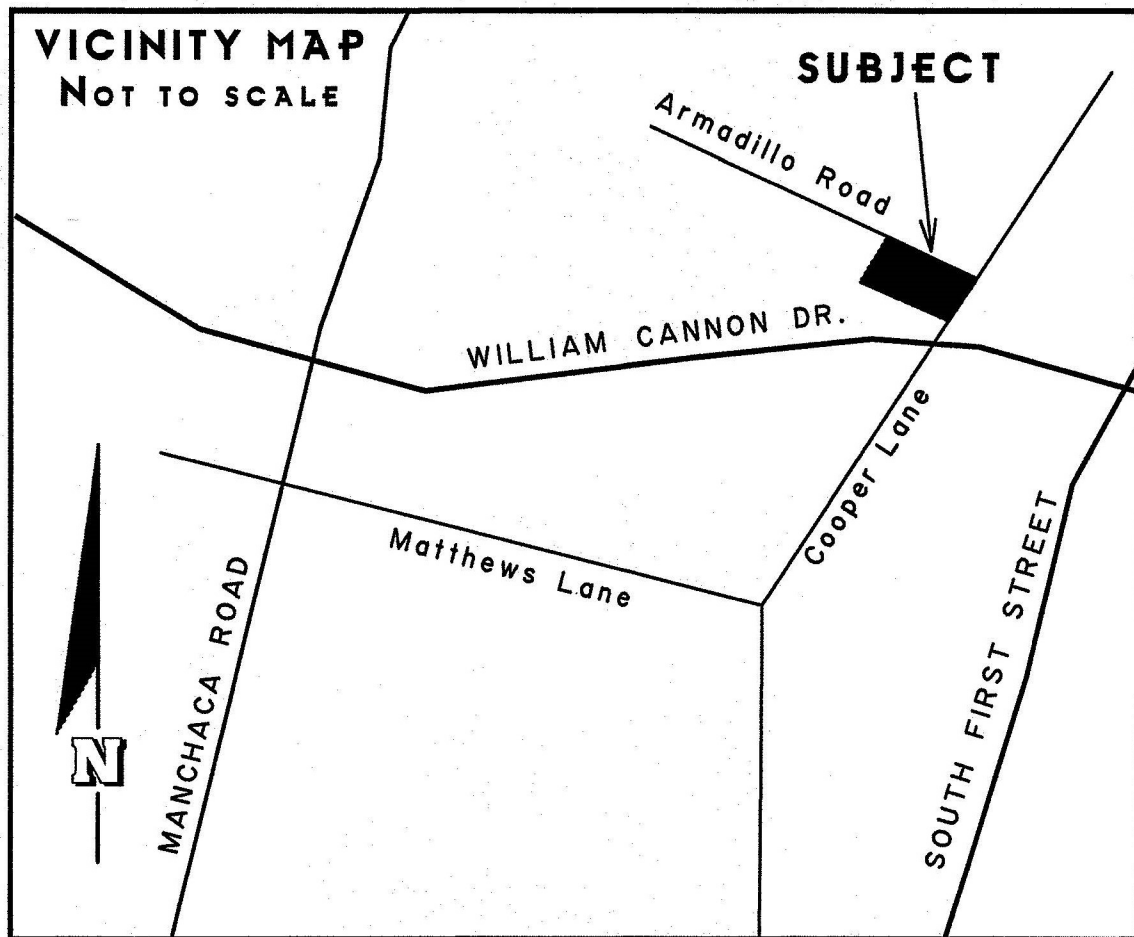 VICINITY MAP
NOT TO SCALE
SUBJECT
Armadillo Road
WILLIAM CANNON DR.
Cooper Lane
Matthews Lane
MANCHACA ROAD
SOUTH FIRST STREET
N